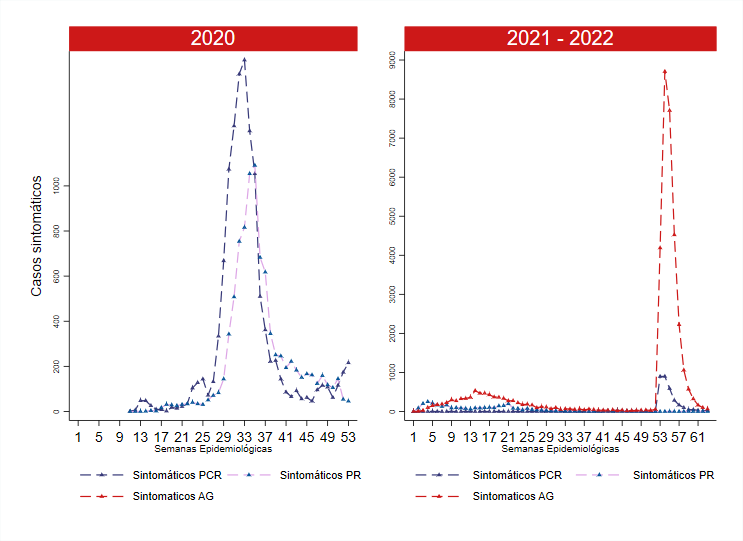 2020
2021 - 2022
Casos sintomáticos
1000
800
600
400
200
0
9000
8000
7000
6000
5000
4000
3000
2000
1000
0
1 5 9 13 17 21 25 29 33 37 41 45 49 53
1 5 9 13 17 21 25 29 33 37 41 45 49 53 57 61
Semanas Epidemiológicas
Semanas Epidemiológicas
Sintomáticos PCR Sintomáticos PR
Sintomaticos AG
Sintomáticos PCR Sintomáticos PR
Sintomaticos AG